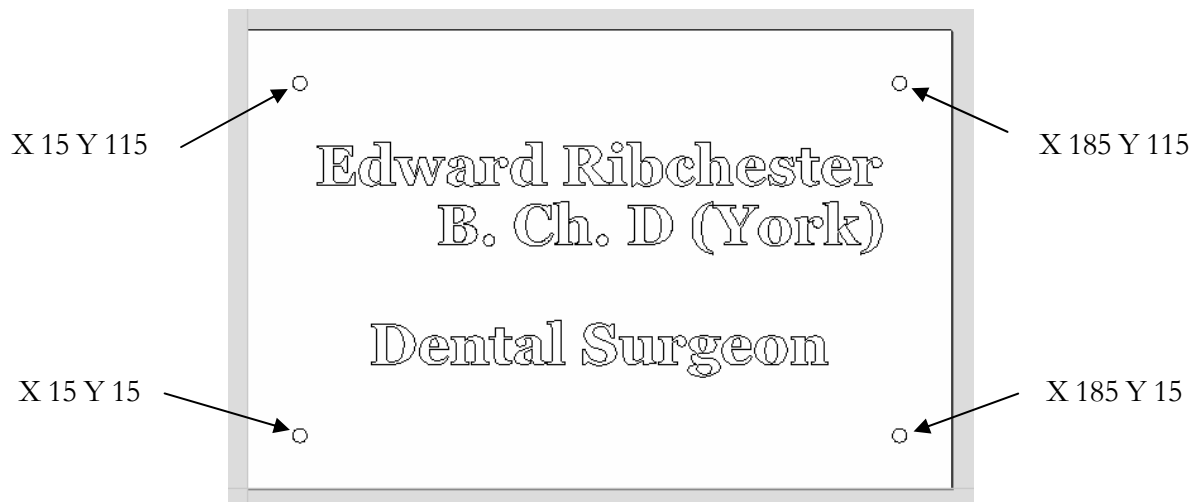 X 15 Y 115
X 185 Y 115
Edward Ribchester
B. Ch. D (York)
Dental Surgeon
X 15 Y 15
X 185 Y 15